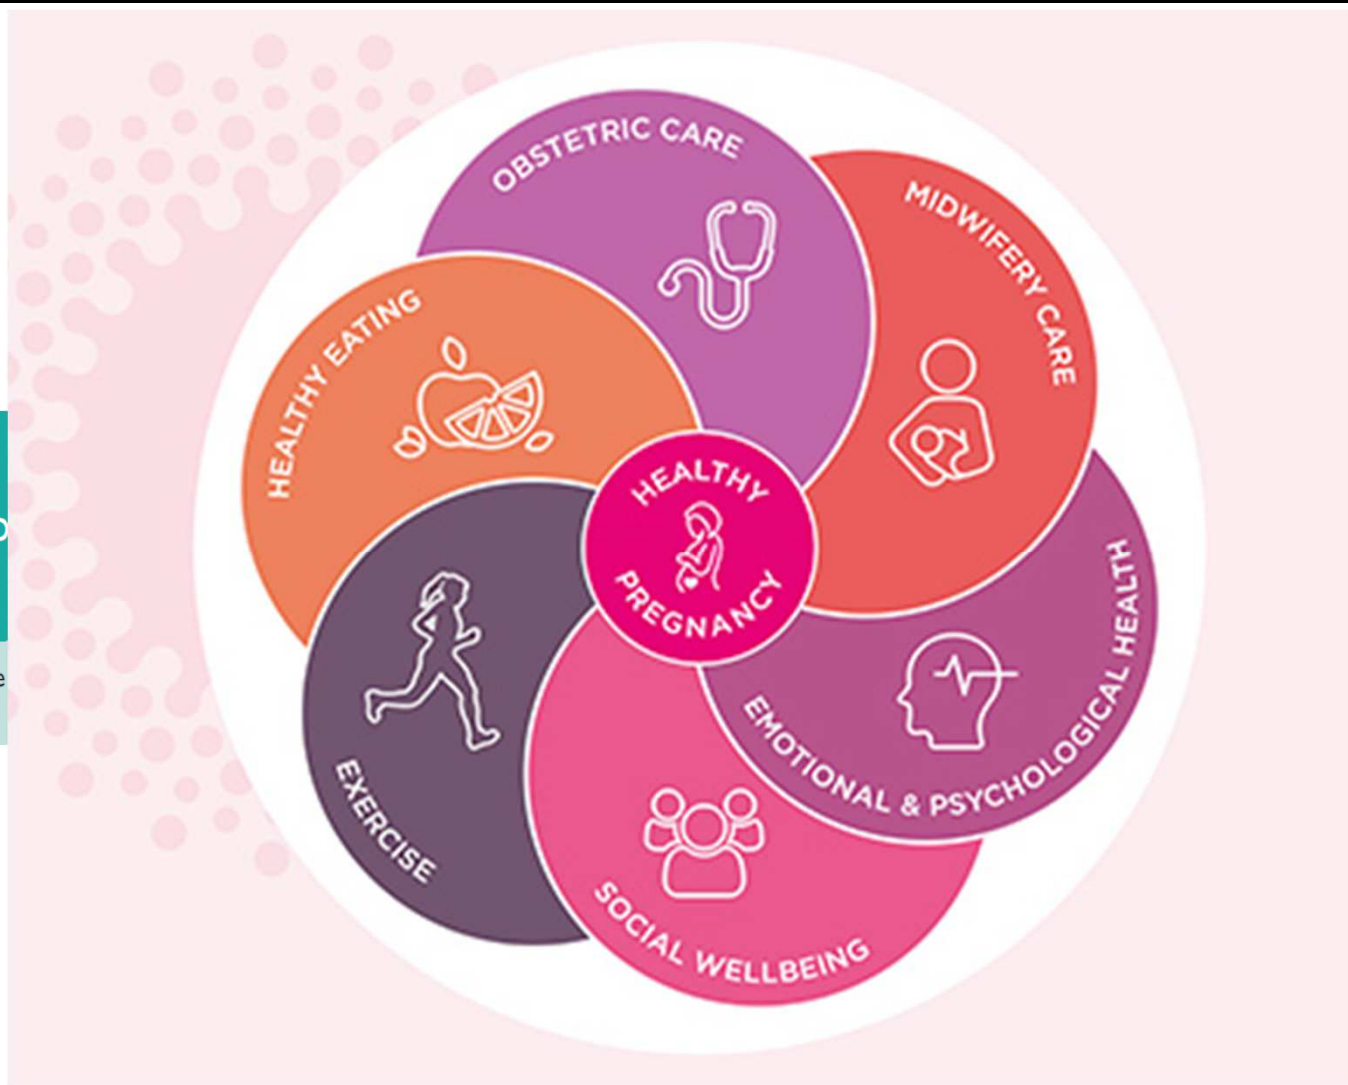 OBSTETRIC CARE
MIDWIFERY CARE
HEALTHY EATING
HEALTHY
PREGNANCY
EMOTIONAL & PSYCHOLOGICAL HEALTH
EXERCISE
SOCIAL WELLBEING